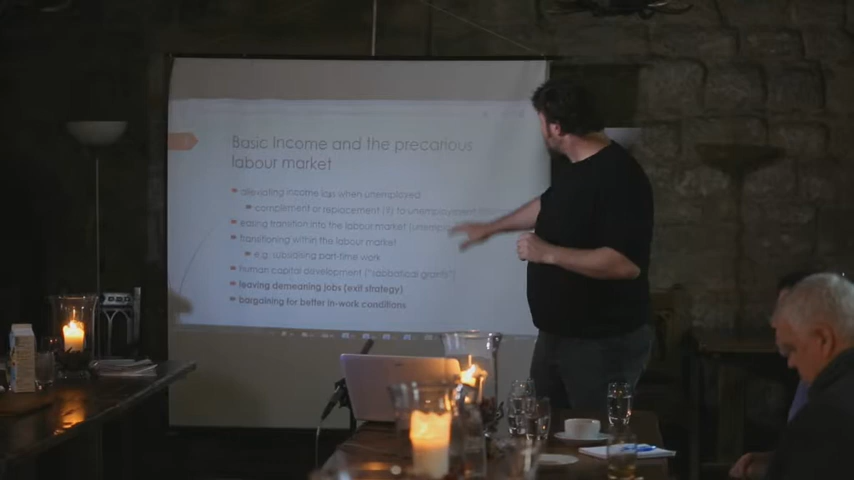 Basic Income and the precarious
labour market
alleviating income loss when unemployed
complement or replacement (?) to unemployment
easing transition into the labour market
transitioning within the labour market
e.g. subsidising part-time work
human capital development ("sabbatical grants")
leaving demeaning jobs (exit strategy)
bargaining for better in-work conditions